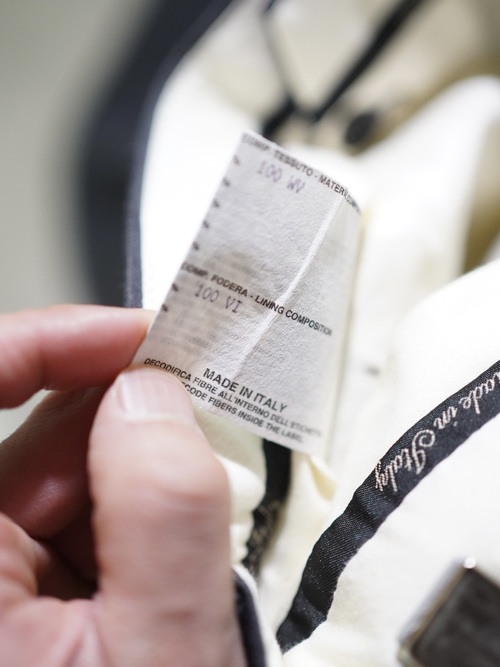 COMP. TESSUTO - MATERIAL
100 WV
COMP. FODERA - LINING COMPOSITION
100 VI
MADE IN ITALY
DECODIFICA FIBRE ALL'INTERNO DELL'ETICHETTA
CODE FIBERS INSIDE THE LABEL
made in Italy